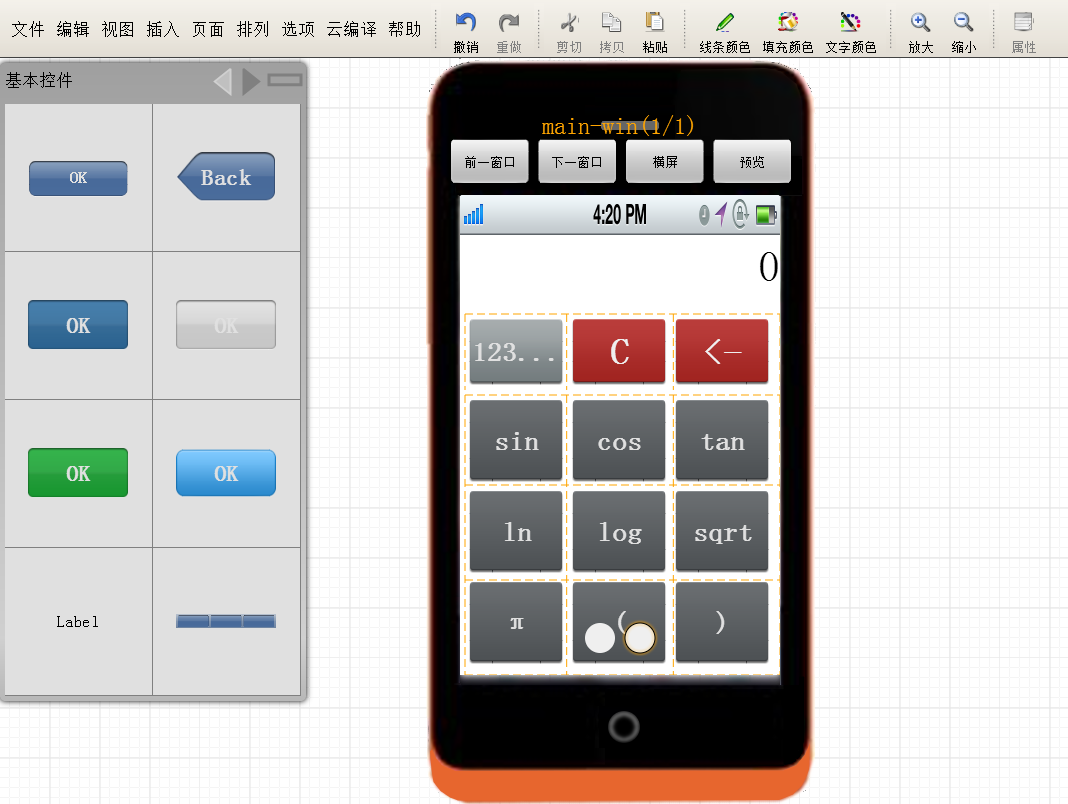 文件 编辑 视图 插入 页面 排列 选项 云编译 帮助
撤销 重做 剪切 拷贝 粘贴 线条颜色 填充颜色 文字颜色 放大 缩小 属性
基本控件
OK Back
OK OK
OK OK
Label
main-win(1/1)
前一窗口 下一窗口 横屏 预览
4:20 PM
0
123... C <-
sin cos tan
ln log sqrt
π ( )